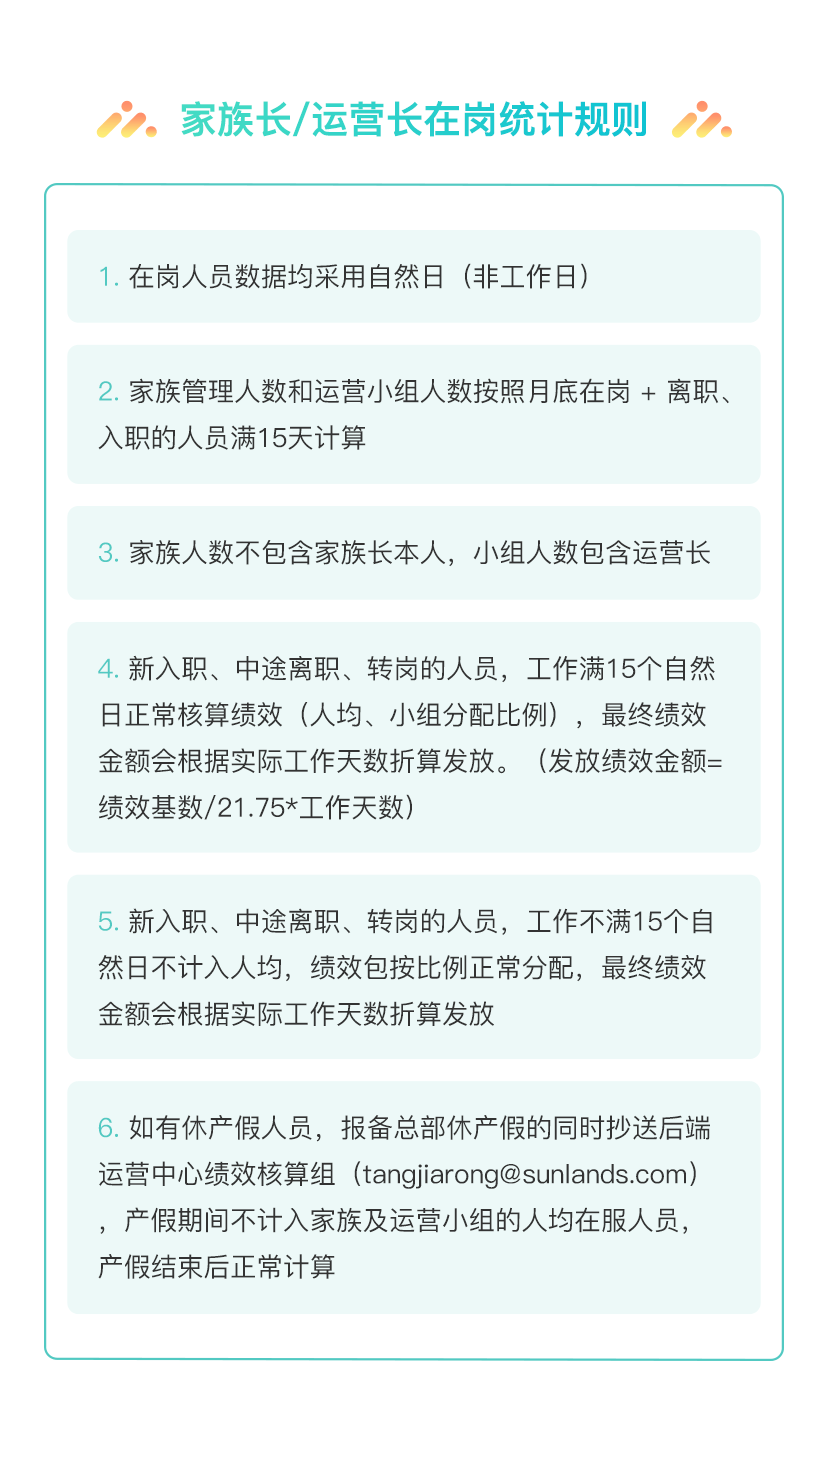 家族长/运营长在岗统计规则
1. 在岗人员数据均采用自然日（非工作日）
2. 家族管理人数和运营小组人数按照月底在岗 + 离职、
入职的人员满15天计算
3. 家族人数不包含家族长本人，小组人数包含运营长
4. 新入职、中途离职、转岗的人员，工作满15个自然
日正常核算绩效（人均、小组分配比例），最终绩效
金额会根据实际工作天数折算发放。（发放绩效金额=
绩效基数/21.75*工作天数）
5. 新入职、中途离职、转岗的人员，工作不满15个自
然日不计入人均，绩效包按比例正常分配，最终绩效
金额会根据实际工作天数折算发放
6. 如有休产假人员，报备总部休产假的同时抄送后端
运营中心绩效核算组（tangjiarong@sunlands.com）
，产假期间不计入家族及运营小组的人均在服人员，
产假结束后正常计算